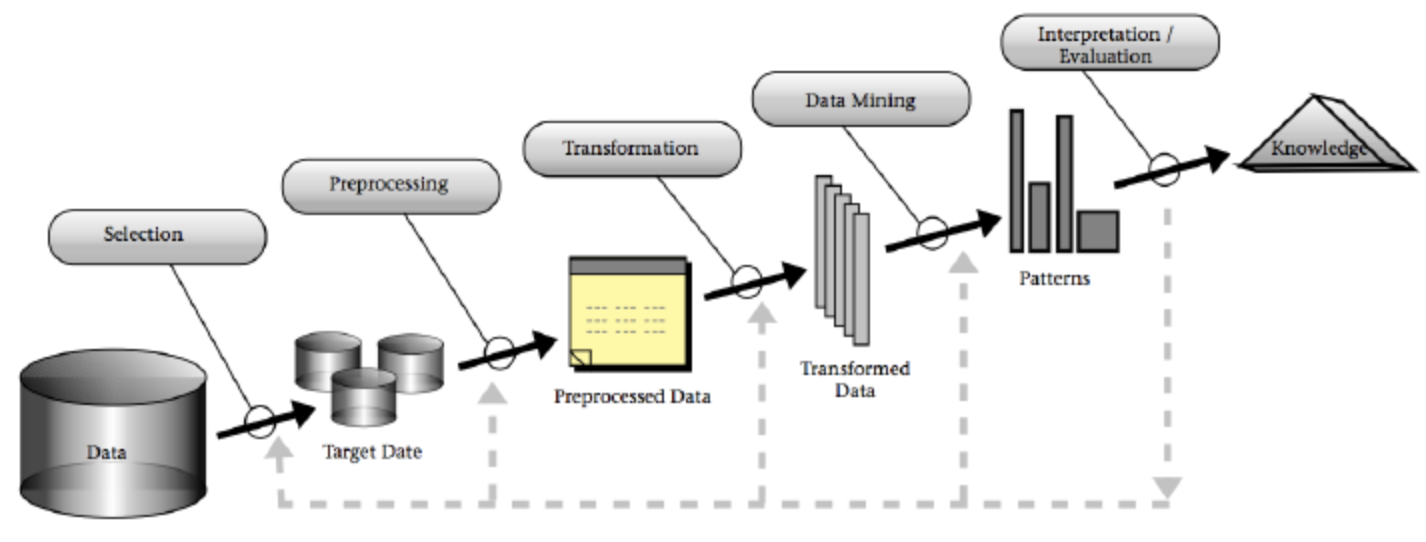 Interpretation /
Evaluation
Data Mining
Transformation
Preprocessing
Selection
Knowledge
Patterns
Transformed
Data
Preprocessed Data
Target Date
Data